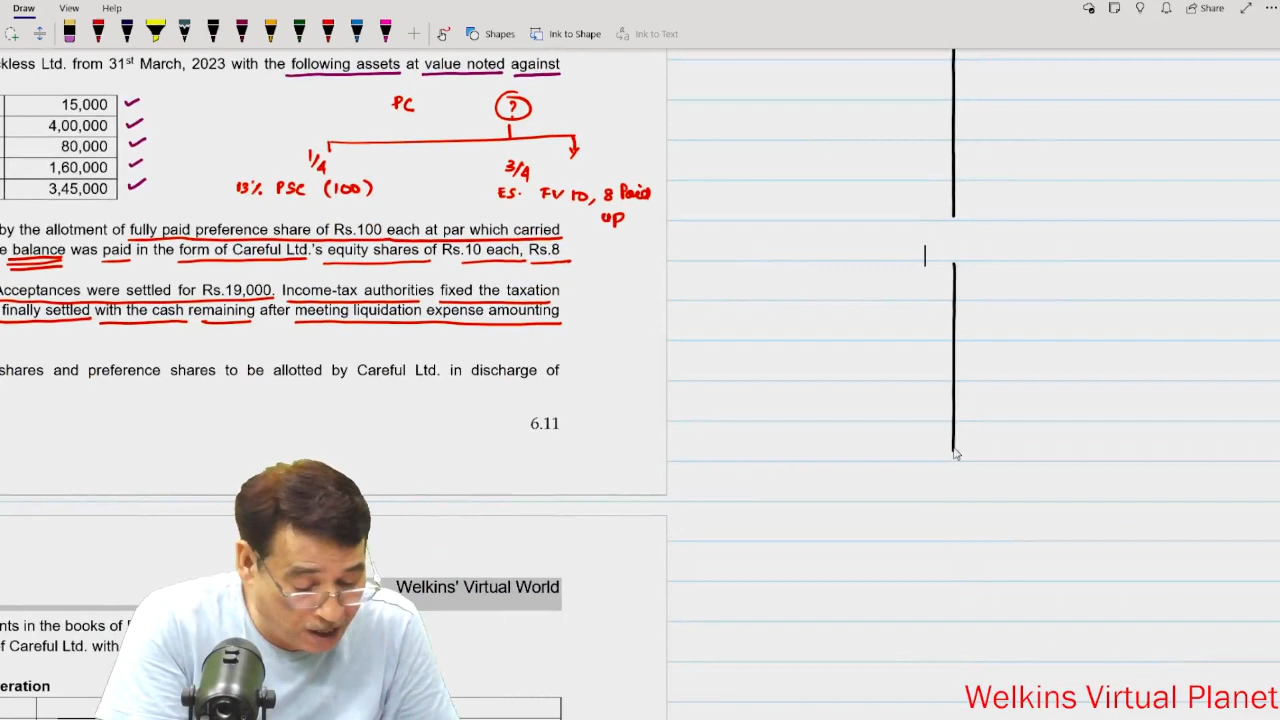 Draw View Help
Shapes Ink to Shape Ink to Text Share
ckless Ltd. from 31st March, 2023 with the following assets at value noted against
15,000
4,00,000
80,000
1,60,000
3,45,000
PC ?
1/4 3/4
13% PSC (100) ES. FV 10, 8 Paid up
by the allotment of fully paid preference share of Rs.100 each at par which carried
e balance was paid in the form of Careful Ltd.'s equity shares of Rs.10 each, Rs.8
Acceptances were settled for Rs.19,000. Income-tax authorities fixed the taxation
finally settled with the cash remaining after meeting liquidation expense amounting
shares and preference shares to be allotted by Careful Ltd. in discharge of
6.11
Welkins' Virtual World
nts in the books of
of Careful Ltd. with
eration
Welkins Virtual Planet